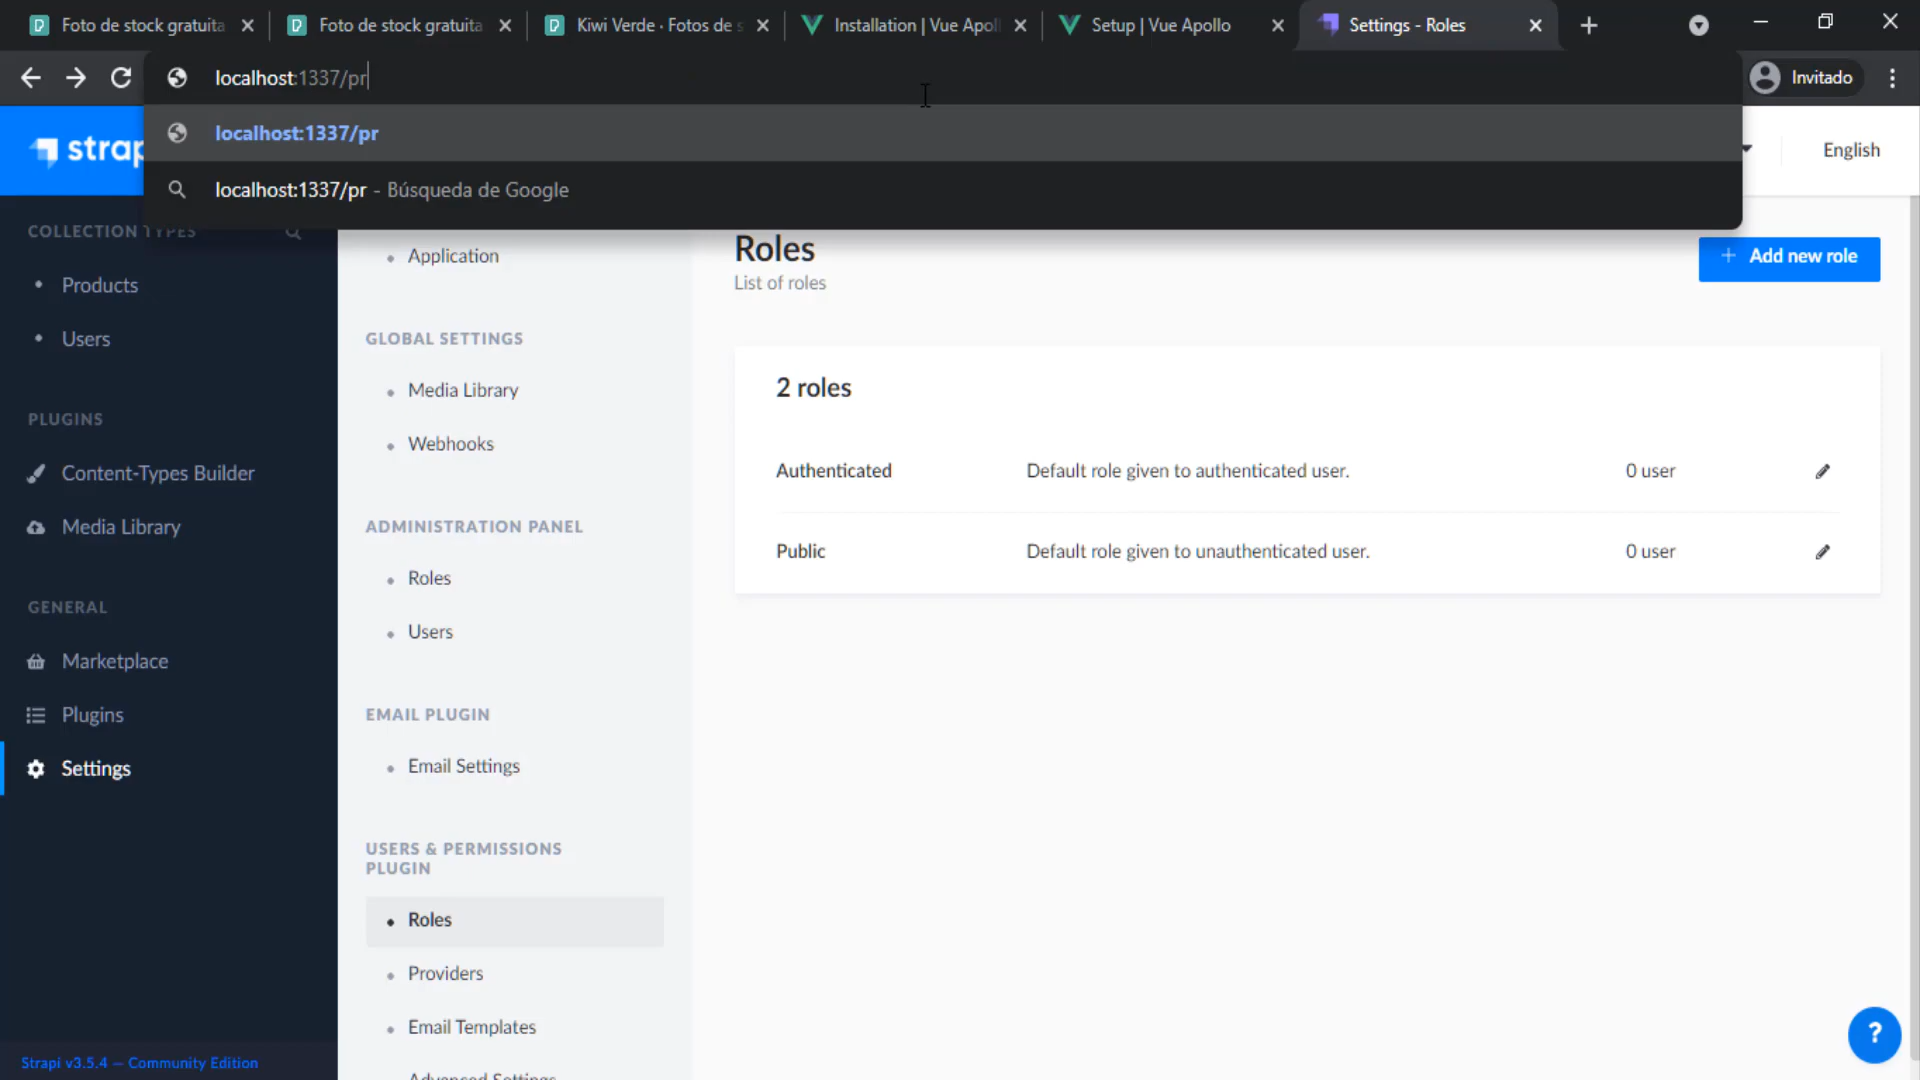 Foto de stock gratuita
Foto de stock gratuita
Kiwi Verde · Fotos de s
Installation | Vue Apoll
Setup | Vue Apollo
Settings - Roles
localhost:1337/pr
Invitado
localhost:1337/pr
localhost:1337/pr - Búsqueda de Google
strap
English
COLLECTION TYPES
Products
Users
PLUGINS
Content-Types Builder
Media Library
GENERAL
Marketplace
Plugins
Settings
Strapi v3.5.4 — Community Edition
Application
GLOBAL SETTINGS
Media Library
Webhooks
ADMINISTRATION PANEL
Roles
Users
EMAIL PLUGIN
Email Settings
USERS & PERMISSIONS
PLUGIN
Roles
Providers
Email Templates
Advanced Settings
Roles
List of roles
+ Add new role
2 roles
Authenticated Default role given to authenticated user. 0 user
Public Default role given to unauthenticated user. 0 user
?